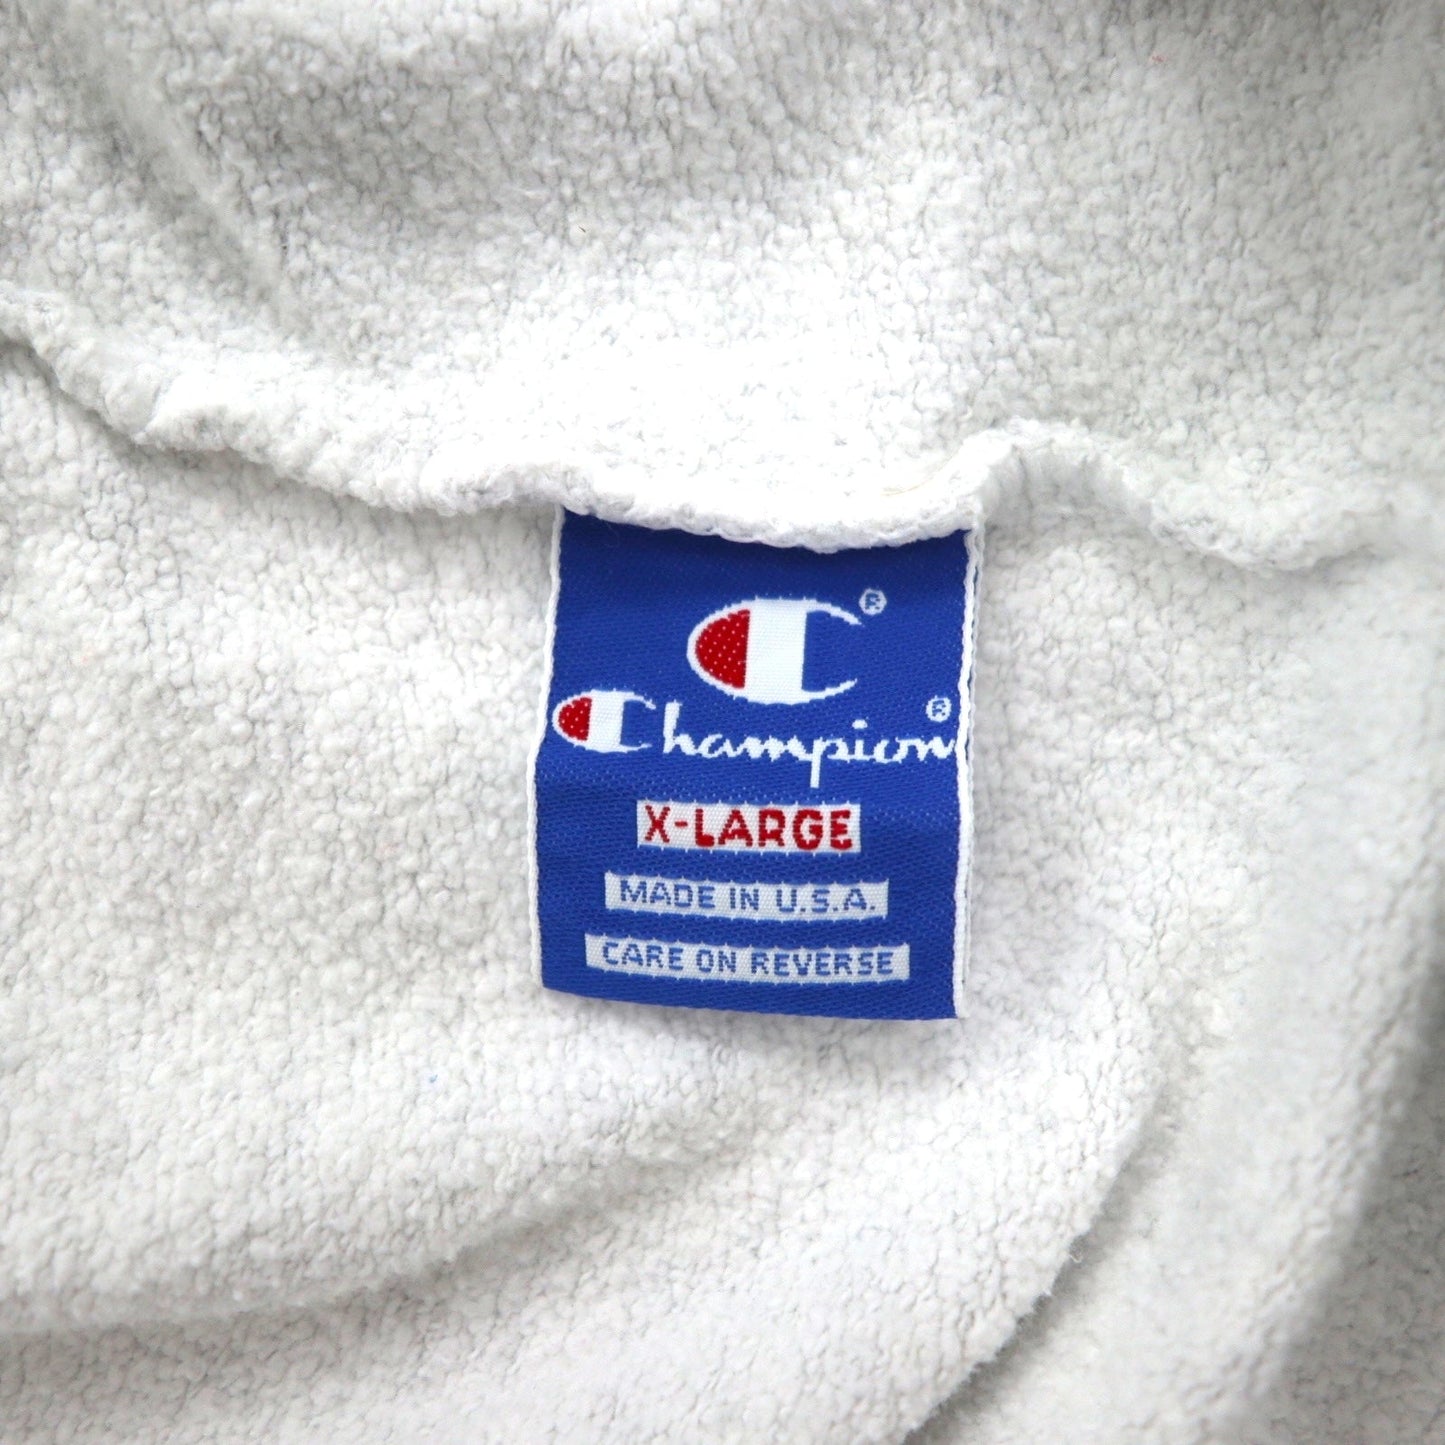 C®
Champion®
X-LARGE
MADE IN U.S.A.
CARE ON REVERSE